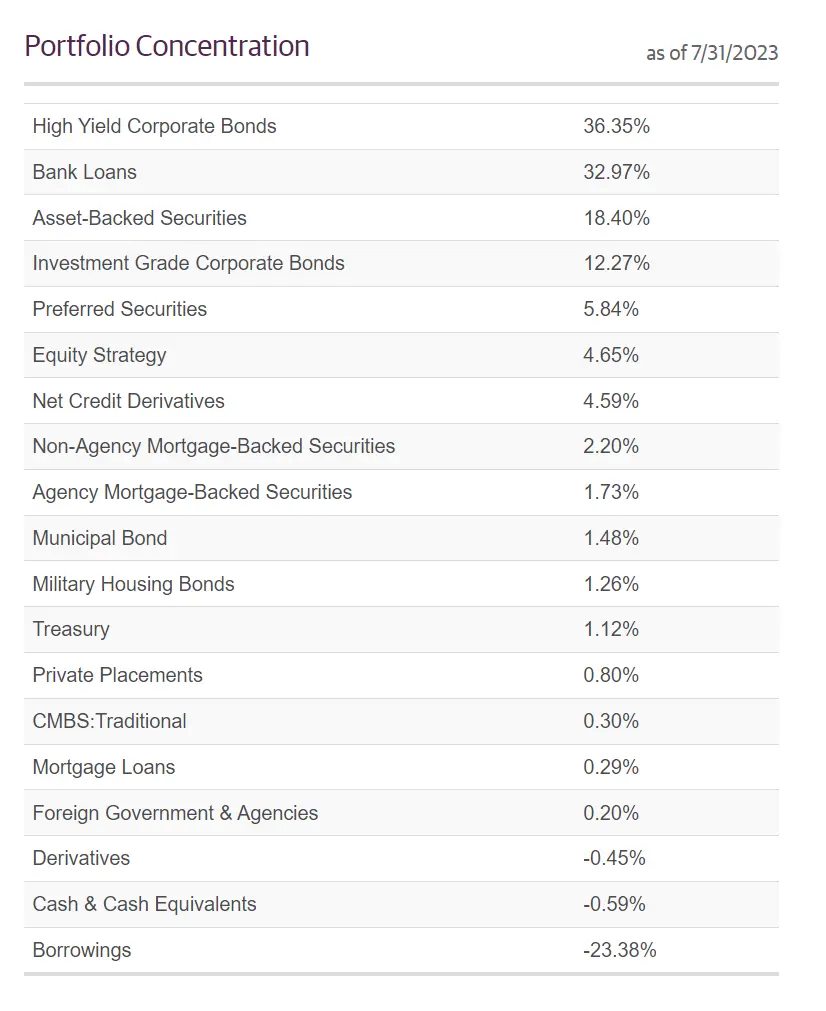 Portfolio Concentration as of 7/31/2023
High Yield Corporate Bonds 36.35%
Bank Loans 32.97%
Asset-Backed Securities 18.40%
Investment Grade Corporate Bonds 12.27%
Preferred Securities 5.84%
Equity Strategy 4.65%
Net Credit Derivatives 4.59%
Non-Agency Mortgage-Backed Securities 2.20%
Agency Mortgage-Backed Securities 1.73%
Municipal Bond 1.48%
Military Housing Bonds 1.26%
Treasury 1.12%
Private Placements 0.80%
CMBS:Traditional 0.30%
Mortgage Loans 0.29%
Foreign Government & Agencies 0.20%
Derivatives -0.45%
Cash & Cash Equivalents -0.59%
Borrowings -23.38%